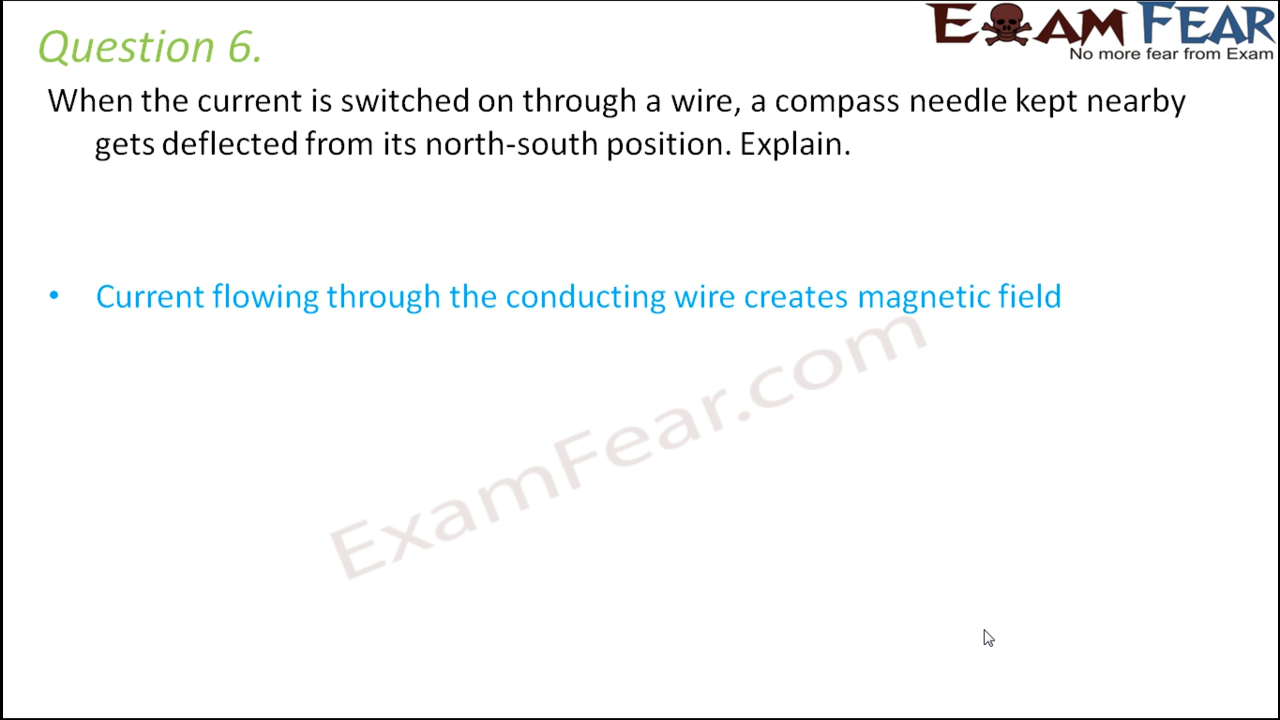 EXAM FEAR
No more fear from Exam
Question 6.
When the current is switched on through a wire, a compass needle kept nearby
gets deflected from its north-south position. Explain.
• Current flowing through the conducting wire creates magnetic field
ExamFear.com